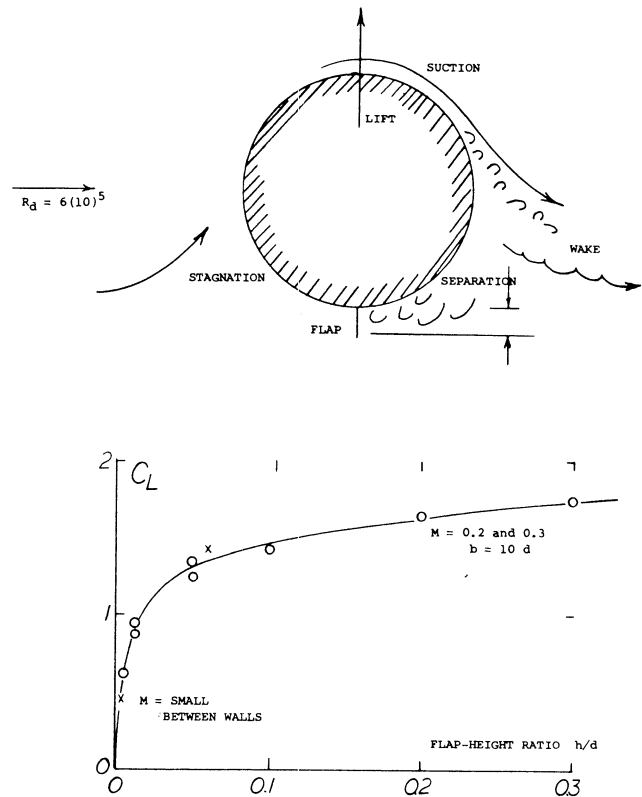 SUCTION
LIFT
R_d = 6(10)^5
WAKE
STAGNATION
SEPARATION
FLAP
2
C_L
M = 0.2 and 0.3
b = 10 d
1
x M = SMALL
BETWEEN WALLS
FLAP-HEIGHT RATIO h/d
0
0 0.1 0.2 0.3